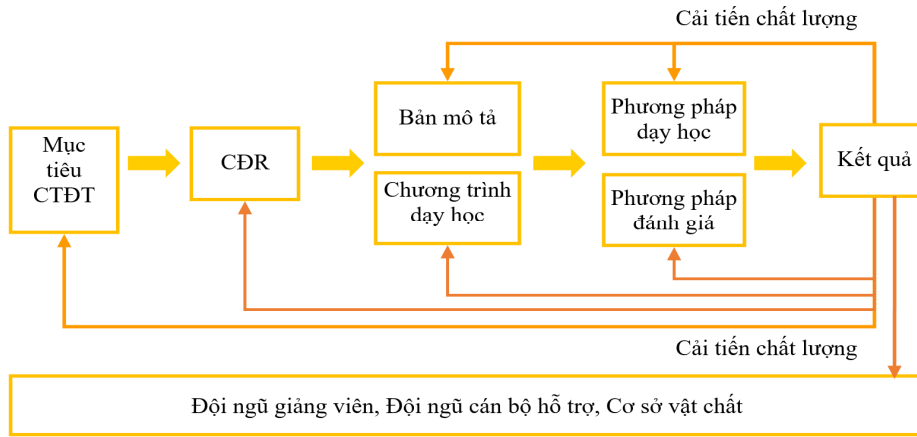 Cải tiến chất lượng
Mục
tiêu
CTĐT
CĐR
Bản mô tả
Chương trình
dạy học
Phương pháp
dạy học
Phương pháp
đánh giá
Kết quả
Cải tiến chất lượng
Đội ngũ giảng viên, Đội ngũ cán bộ hỗ trợ, Cơ sở vật chất